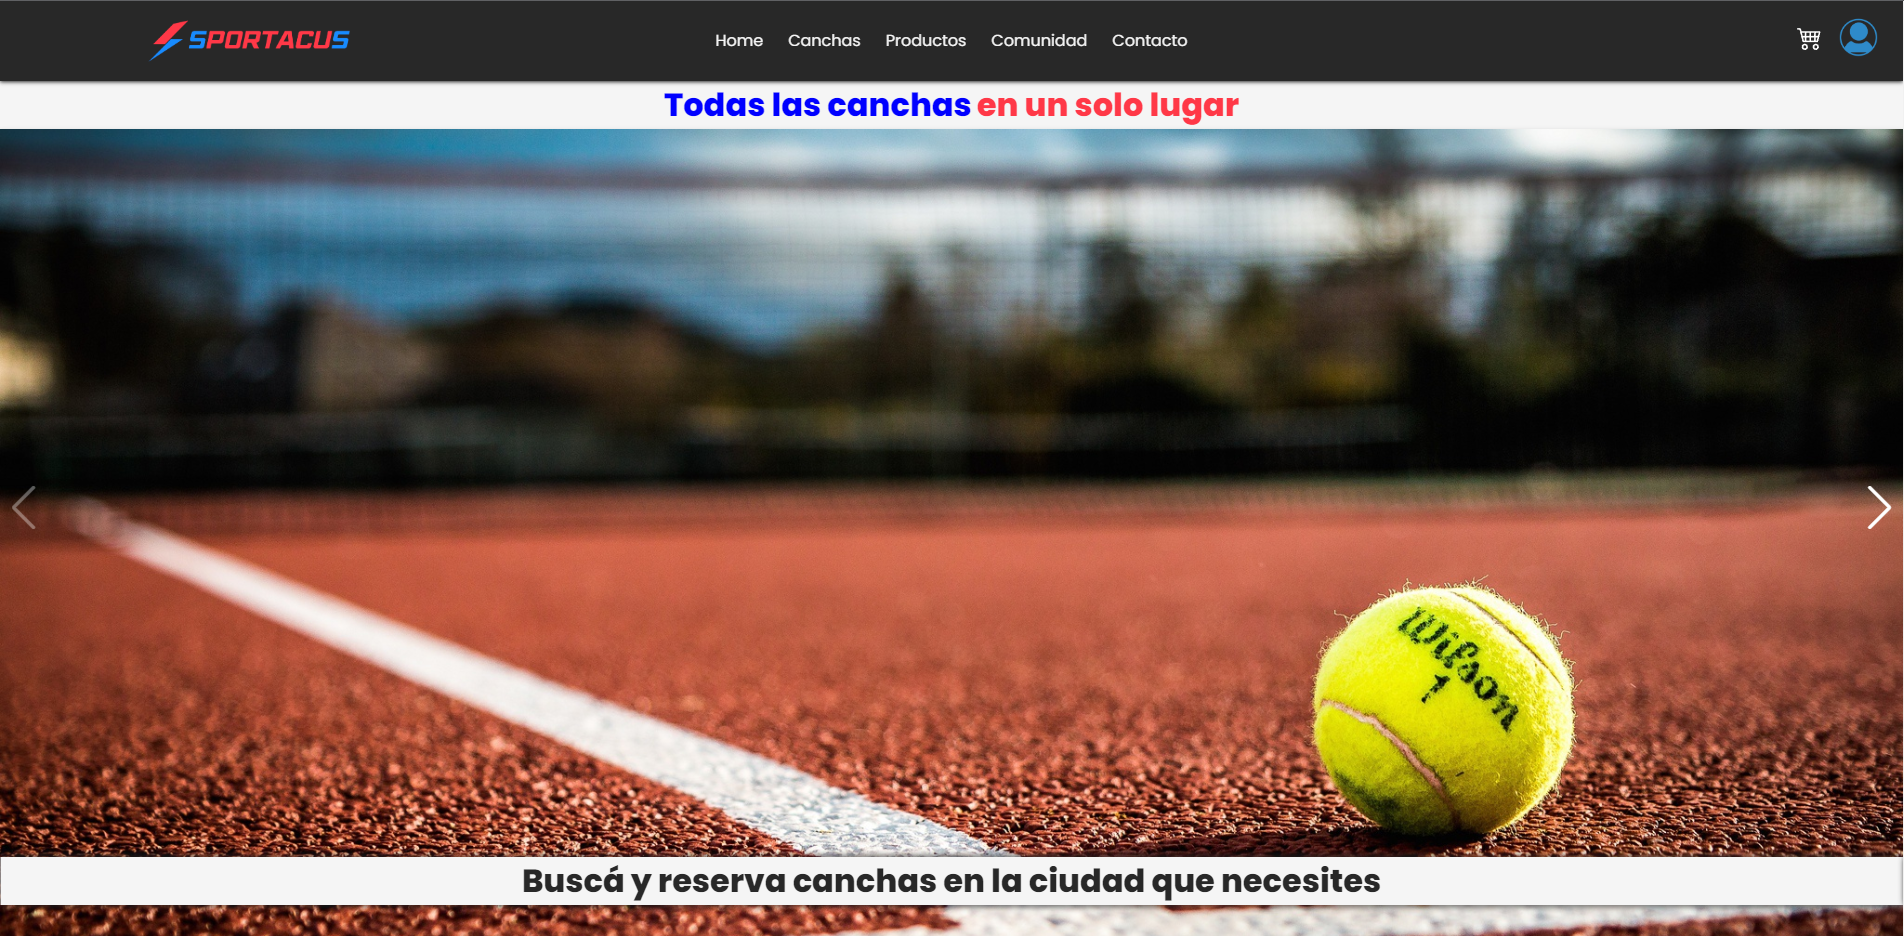 SPORTACUS
Home Canchas Productos Comunidad Contacto
Todas las canchas en un solo lugar
Wilson
1
Buscá y reserva canchas en la ciudad que necesites